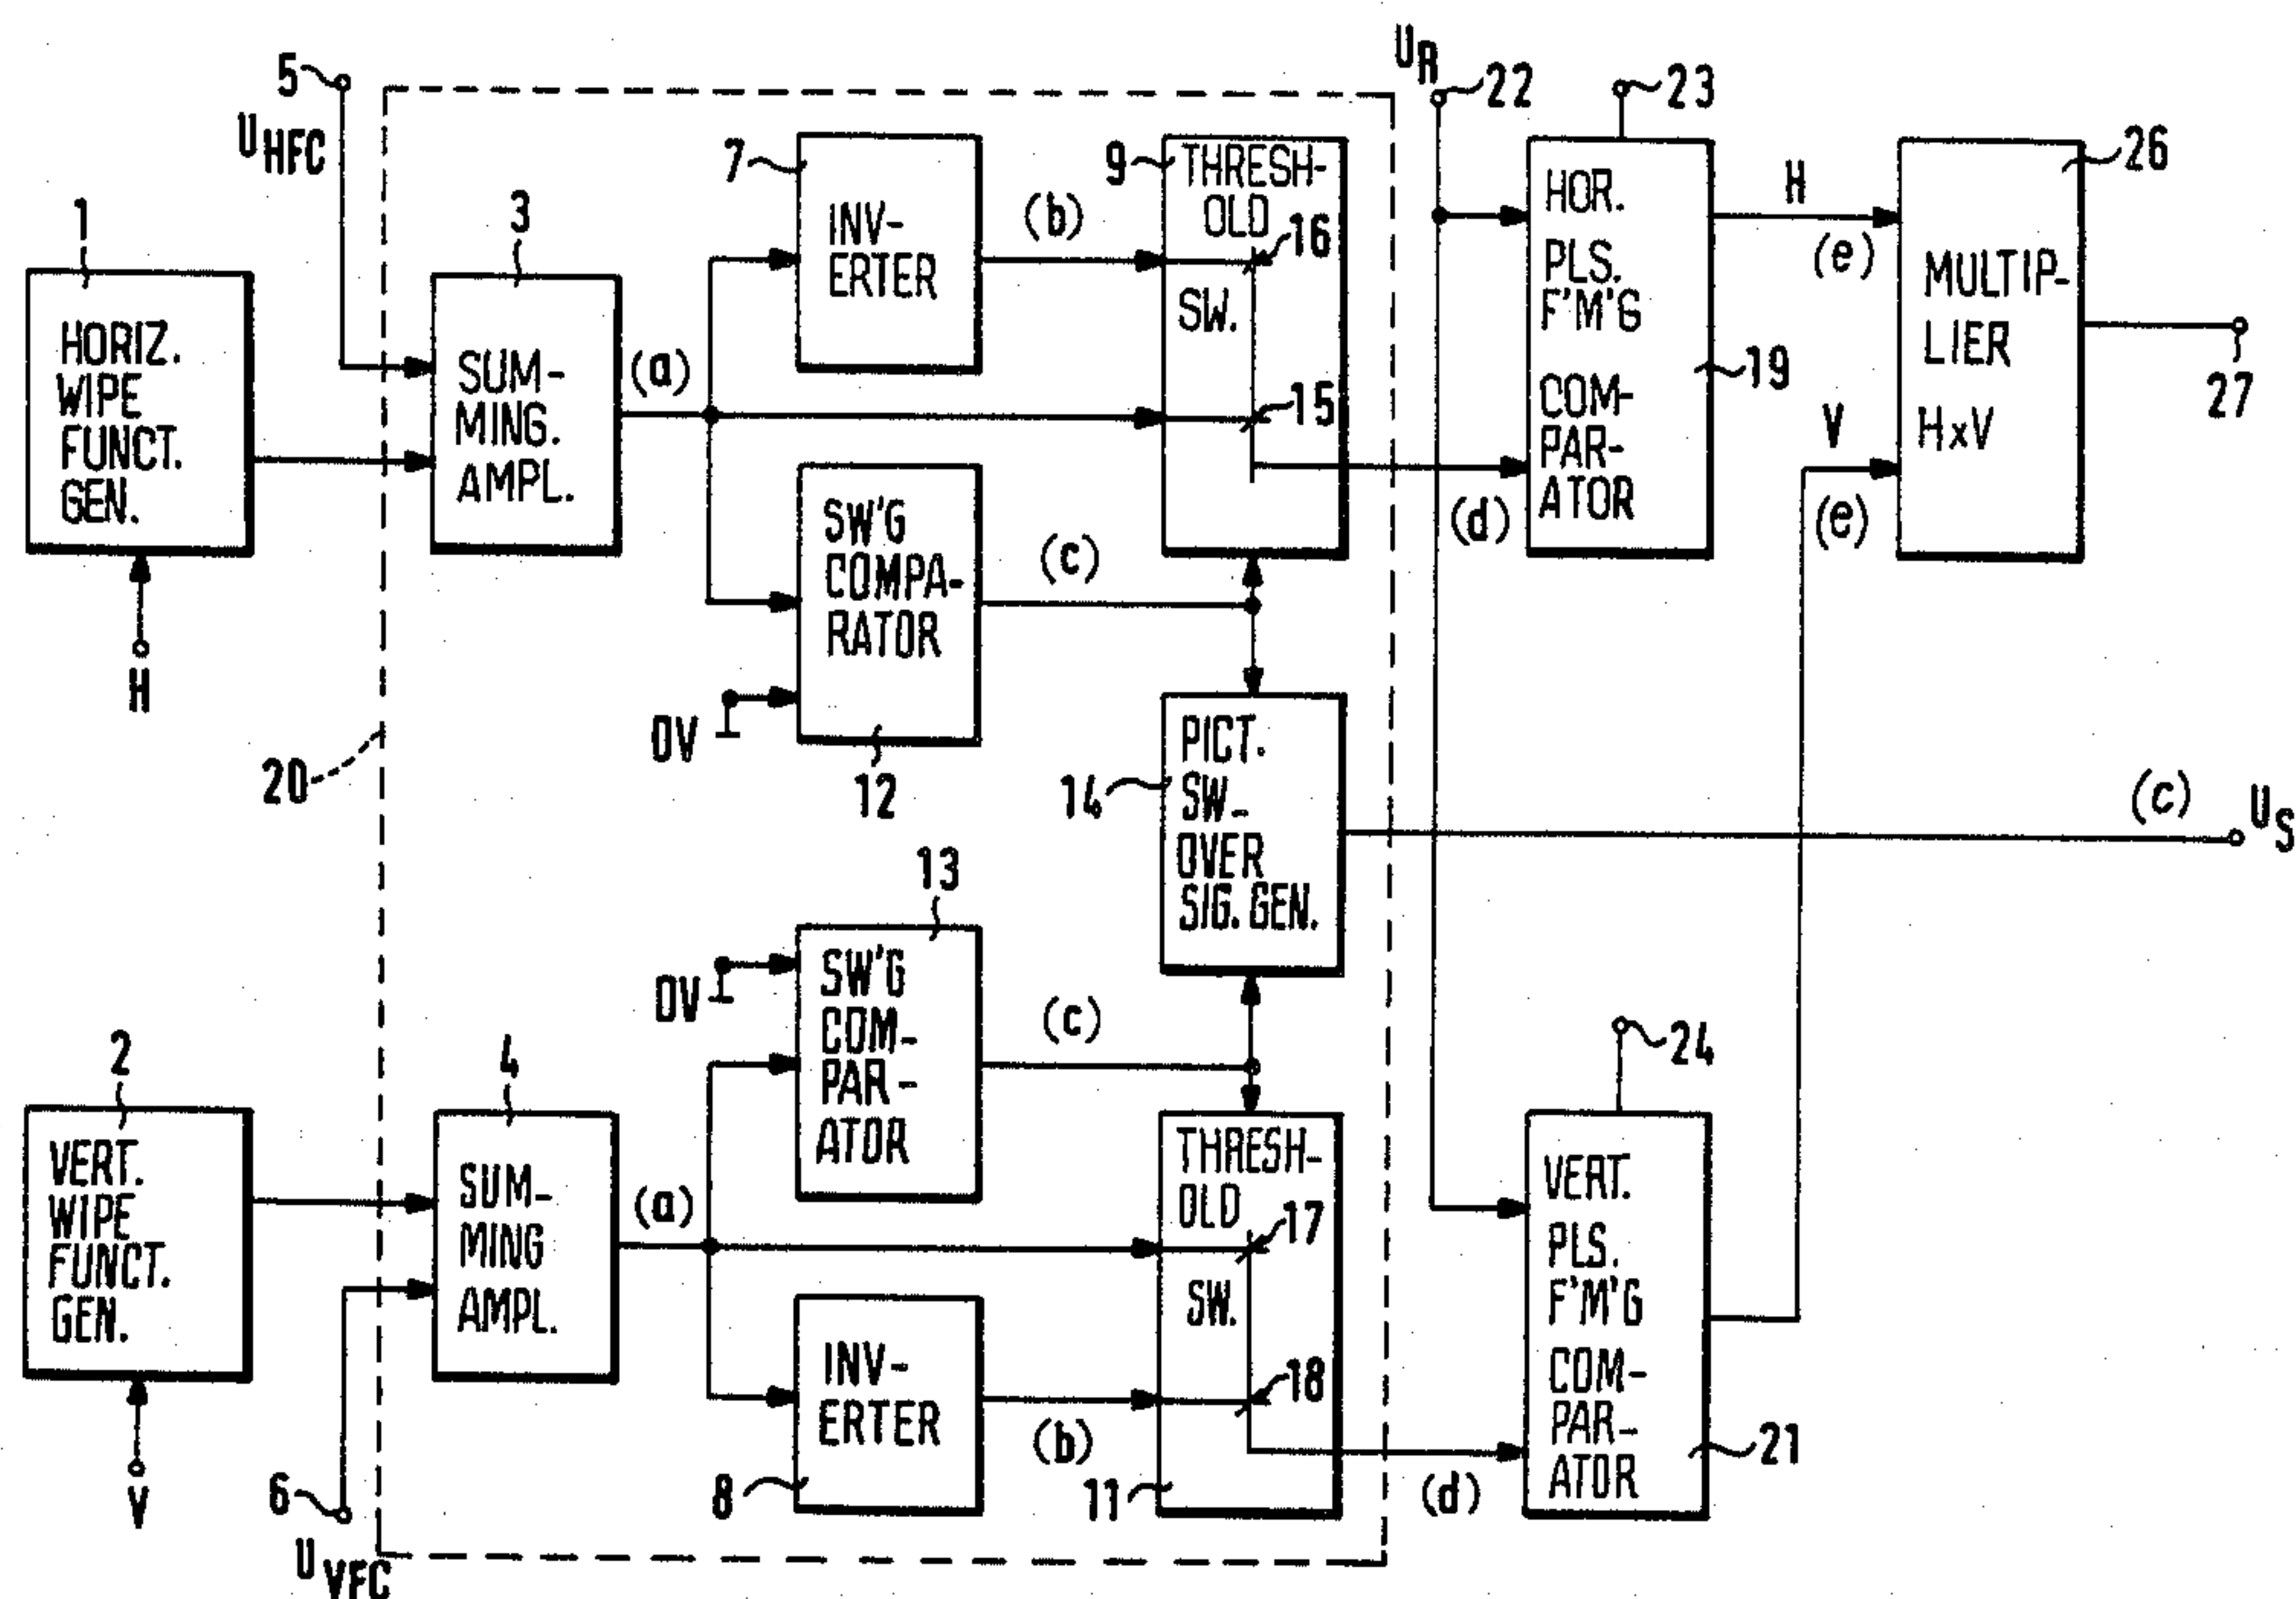 5
U HFC
1
HORIZ.
WIPE
FUNCT.
GEN.
H
3
SUM-
MING.
AMPL.
(a)
7
INV-
ERTER
(b)
9
THRESH-
OLD
16
SW.
15
SW'G
COMPA-
RATOR
(c)
0V
12
20
U R
22
23
HOR.
PLS.
F'M'G
COM-
PAR-
ATOR
19
(d)
H
(e)
V
(e)
26
MULTIP-
LIER
HxV
27
14
PICT.
SW-
OVER
SIG. GEN.
(c)
U S
13
0V
SW'G
COM-
PAR-
ATOR
(c)
2
VERT.
WIPE
FUNCT.
GEN.
V
4
SUM-
MING
AMPL.
(a)
6
U VFC
INV-
ERTER
8
(b)
THRESH-
OLD
17
SW.
18
11
(d)
24
VERT.
PLS.
F'M'G
COM-
PAR-
ATOR
21